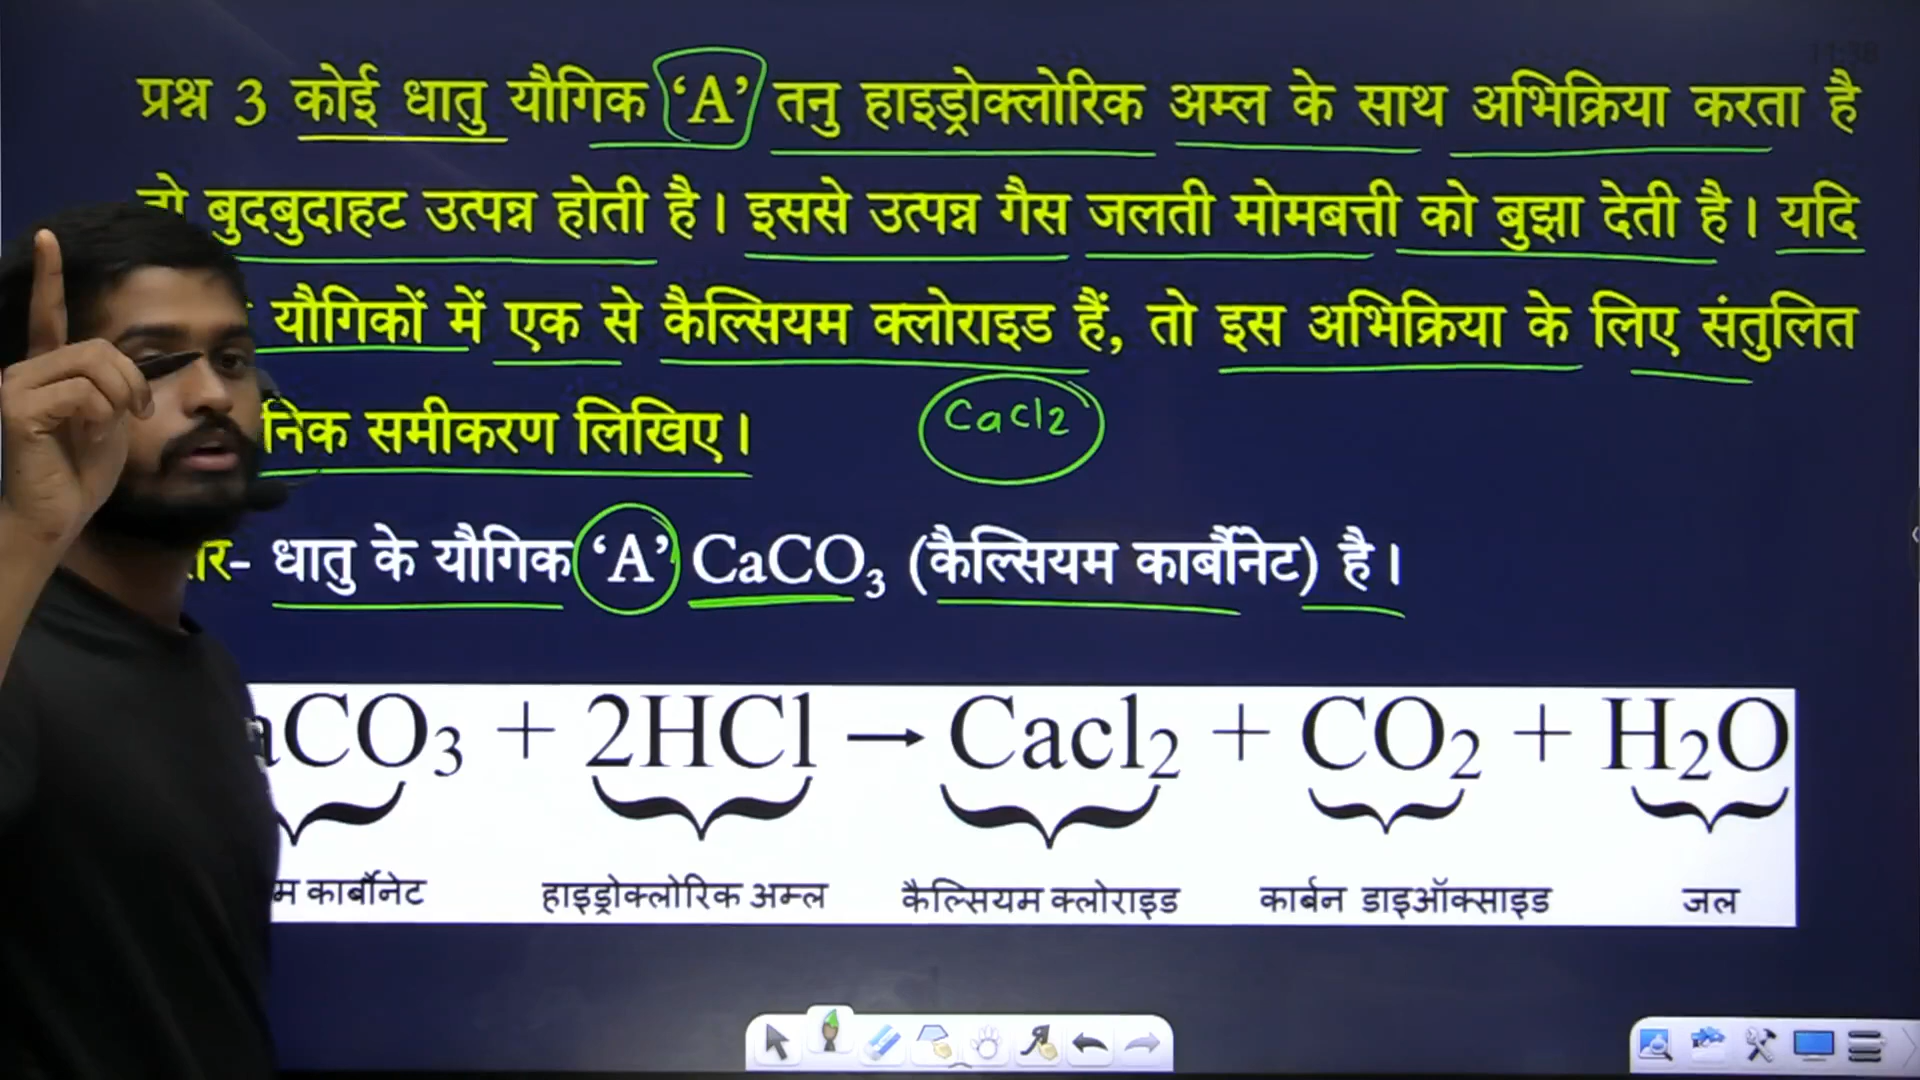 प्रश्न 3 कोई धातु यौगिक ‘A’ तनु हाइड्रोक्लोरिक अम्ल के साथ अभिक्रिया करता है
बुदबुदाहट उत्पन्न होती है। इससे उत्पन्न गैस जलती मोमबत्ती को बुझा देती है। यदि
यौगिकों में एक से कैल्सियम क्लोराइड हैं, तो इस अभिक्रिया के लिए संतुलित
निक समीकरण लिखिए।
CaCl2
धातु के यौगिक ‘A’ CaCO₃ (कैल्सियम कार्बोनेट) है।
aCO₃ + 2HCl → Cacl₂ + CO₂ + H₂O
म कार्बोनेट हाइड्रोक्लोरिक अम्ल कैल्सियम क्लोराइड कार्बन डाइऑक्साइड जल